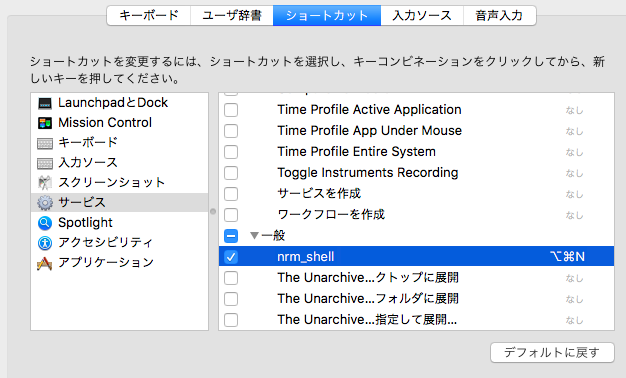 キーボード ユーザ辞書 ショートカット 入力ソース 音声入力
ショートカットを変更するには、ショートカットを選択し、キーコンビネーションをクリックしてから、新
しいキーを押してください。
LaunchpadとDock
Mission Control
キーボード
入力ソース
スクリーンショット
サービス
Spotlight
アクセシビリティ
アプリケーション
Time Profile Active Application なし
Time Profile App Under Mouse なし
Time Profile Entire System なし
Toggle Instruments Recording なし
サービスを作成 なし
ワークフローを作成 なし
▼一般
nrm_shell ⌥⌘N
The Unarchive...クトップに展開 なし
The Unarchive...フォルダに展開 なし
The Unarchive...指定して展開... なし
デフォルトに戻す